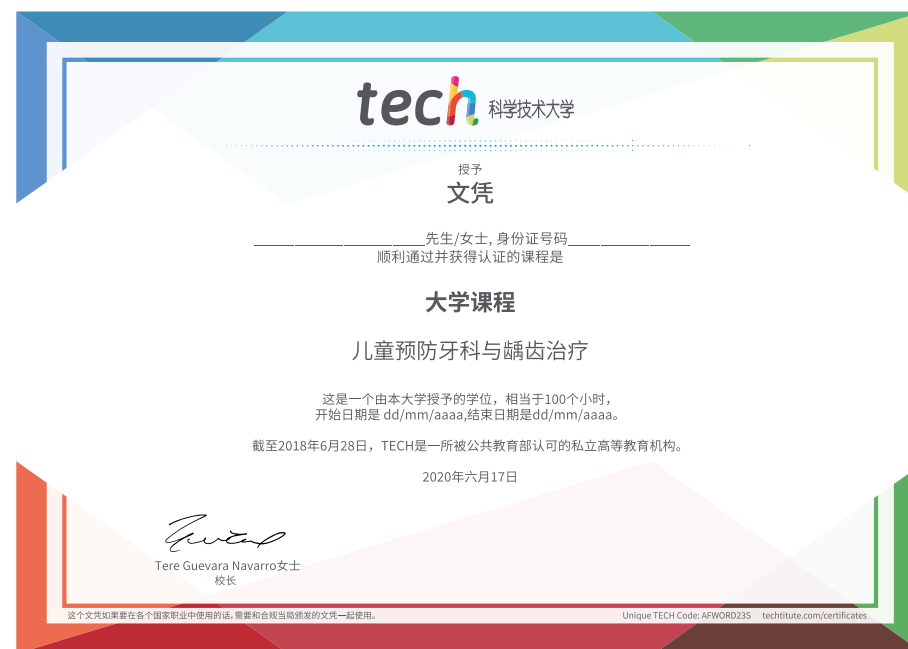 tech 科学技术大学
授予
文凭
先生/女士, 身份证号码
顺利通过并获得认证的课程是
大学课程
儿童预防牙科与龋齿治疗
这是一个由本大学授予的学位，相当于100个小时，
开始日期是 dd/mm/aaaa,结束日期是dd/mm/aaaa。
截至2018年6月28日，TECH是一所被公共教育部认可的私立高等教育机构。
2020年六月17日
Tere Guevara Navarro女士
校长
这个文凭如果要在各个国家职业中使用的话,需要和合规当局颁发的文凭一起使用。
Unique TECH Code: AFWORD23S techtitute.com/certificates